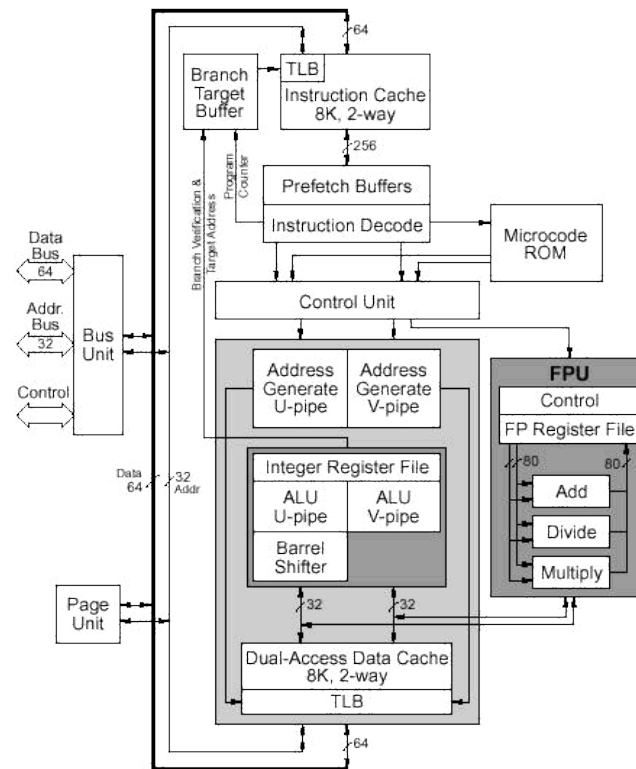 64
Branch
Target
Buffer
TLB
Instruction Cache
8K, 2-way
256
Branch Verification &
Target Address
Program
Counter
Prefetch Buffers
Instruction Decode
Microcode
ROM
Control Unit
Data
Bus
64
Addr.
Bus
32
Control
Bus
Unit
Address
Generate
U-pipe
Address
Generate
V-pipe
FPU
Control
FP Register File
80
80
Add
Divide
Multiply
Integer Register File
ALU
U-pipe
ALU
V-pipe
Barrel
Shifter
Data
64
32
Addr
32
32
Page
Unit
Dual-Access Data Cache
8K, 2-way
TLB
64